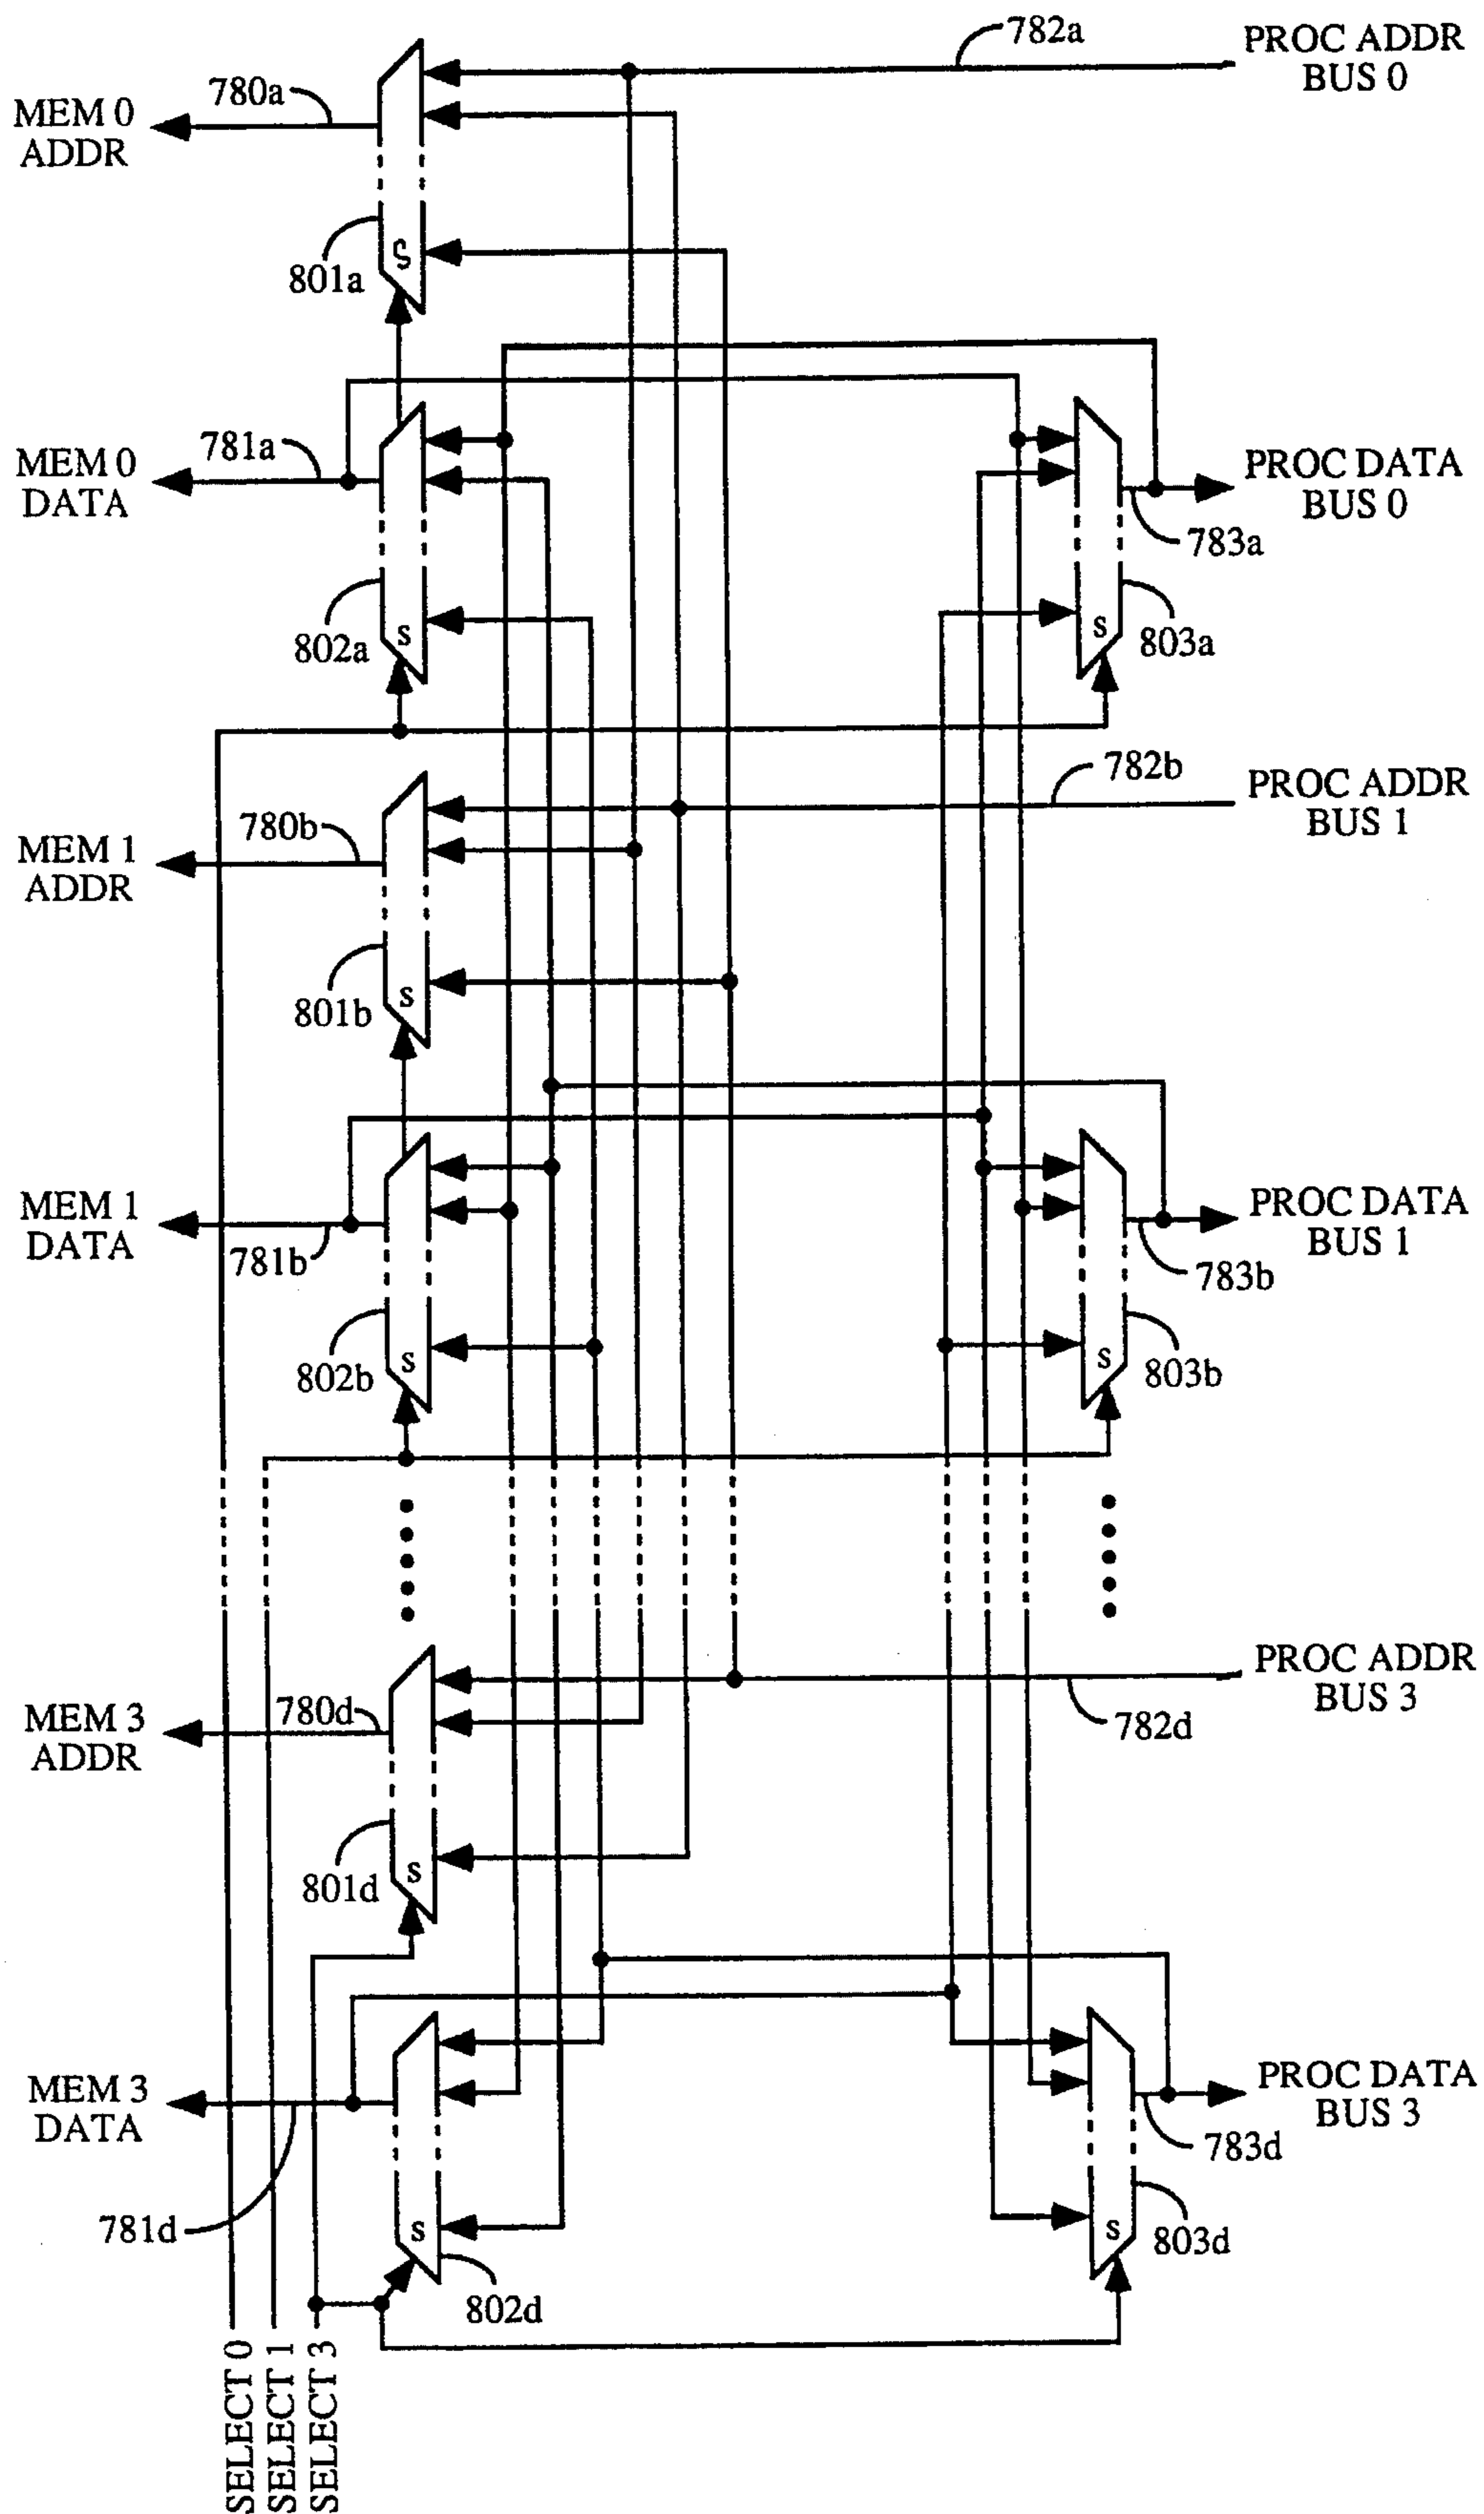 782a
PROC ADDR
BUS 0
780a
MEM 0
ADDR
801a
S
781a
MEM 0
DATA
PROC DATA
BUS 0
783a
802a
S
803a
S
782b
PROC ADDR
BUS 1
780b
MEM 1
ADDR
801b
S
MEM 1
DATA
781b
PROC DATA
BUS 1
783b
802b
S
803b
S
PROC ADDR
BUS 3
782d
780d
MEM 3
ADDR
801d
S
MEM 3
DATA
781d
PROC DATA
BUS 3
783d
S
802d
S
803d
SELECT 0
SELECT 1
SELECT 3